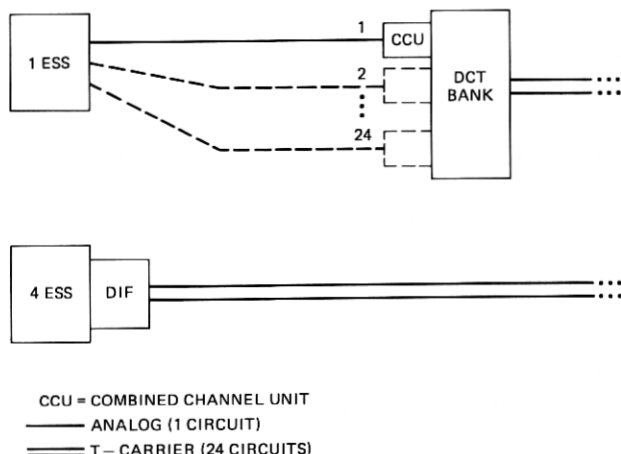 1
CCU
1 ESS
2
DCT
BANK
24
4 ESS
DIF
CCU = COMBINED CHANNEL UNIT
ANALOG (1 CIRCUIT)
T – CARRIER (24 CIRCUITS)